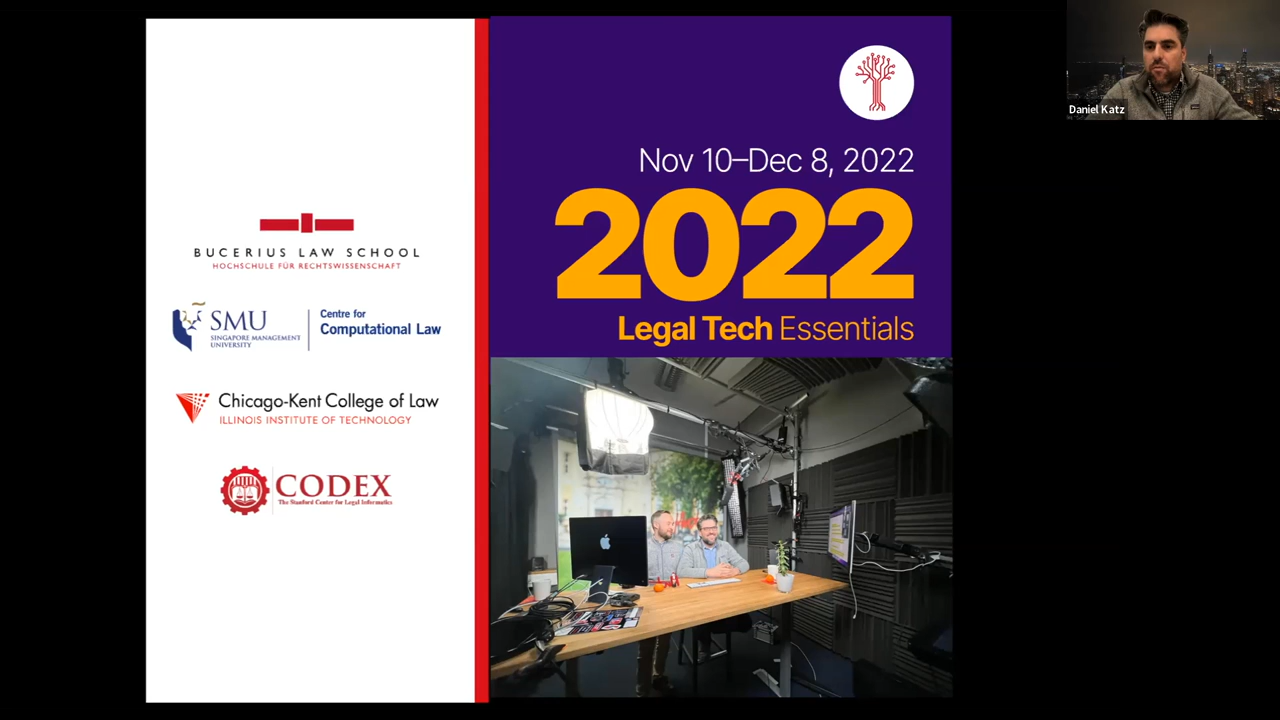 BUCERIUS LAW SCHOOL
HOCHSCHULE FÜR RECHTSWISSENSCHAFT
SMU
SINGAPORE MANAGEMENT
UNIVERSITY
Centre for
Computational Law
Chicago-Kent College of Law
ILLINOIS INSTITUTE OF TECHNOLOGY
CODEX
The Stanford Center for Legal Informatics
Nov 10–Dec 8, 2022
2022
Legal Tech Essentials
Daniel Katz